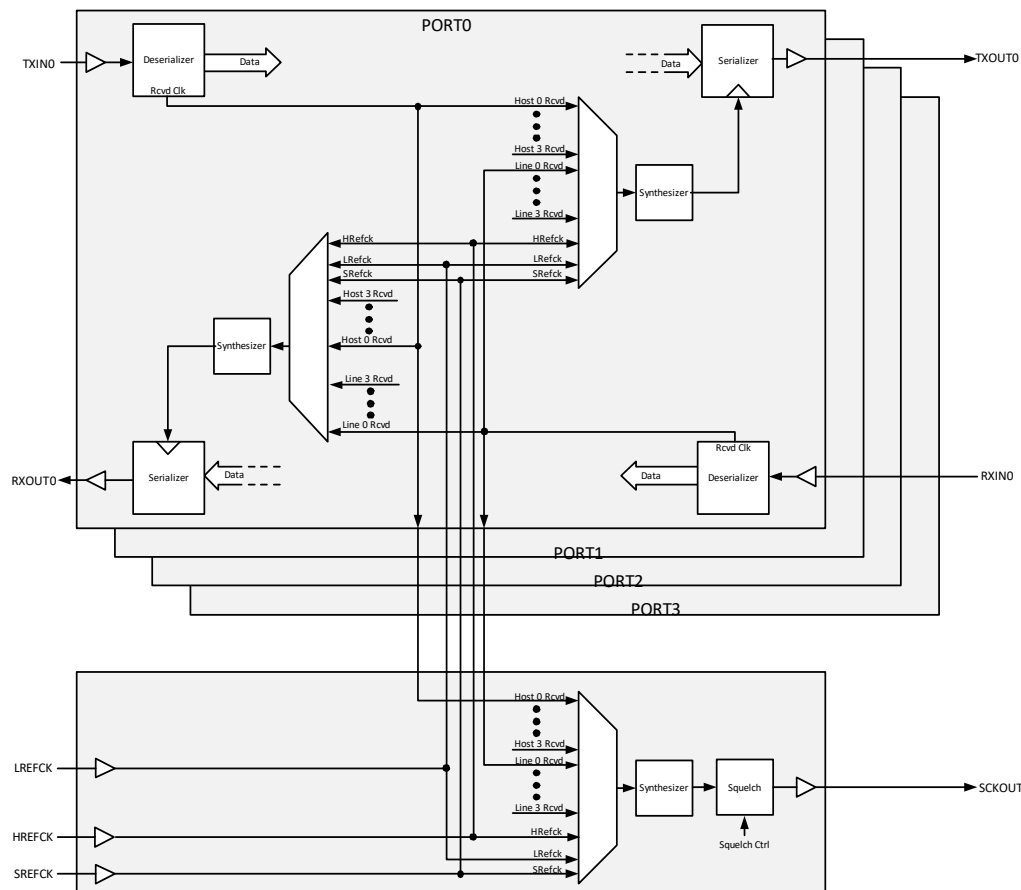 PORT0
TXIN0
Deserializer
Rcvd Clk
Data
Data
Serializer
TXOUT0
Host 0 Rcvd
Host 3 Rcvd
Line 0 Rcvd
Line 3 Rcvd
Synthesizer
HRefck
HRefck
LRefck
LRefck
SRefck
SRefck
Host 3 Rcvd
Synthesizer
Host 0 Rcvd
Line 3 Rcvd
Line 0 Rcvd
RXOUT0
Serializer
Data
Data
Rcvd Clk
Deserializer
RXIN0
PORT1
PORT2
PORT3
Host 0 Rcvd
Host 3 Rcvd
Line 0 Rcvd
Line 3 Rcvd
LREFCK
Synthesizer
Squelch
SCKOUT
Squelch Ctrl
HREFCK
HRefck
LRefck
SREFCK
SRefck